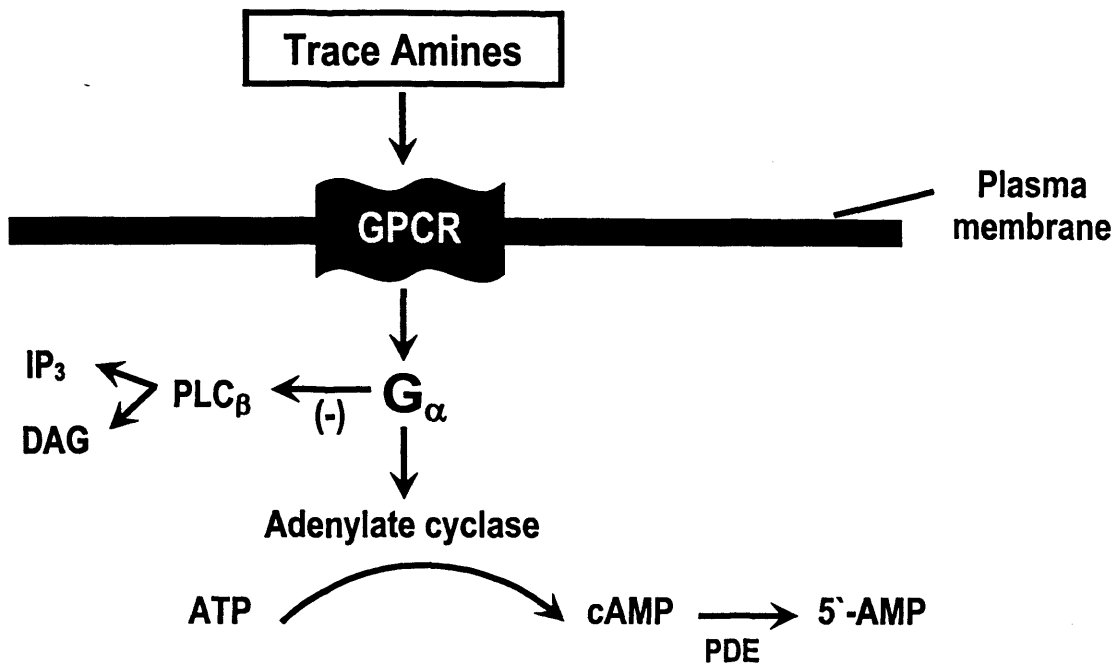 Trace Amines
Plasma
membrane
GPCR
IP₃
DAG
PLCβ
(-)
Gα
Adenylate cyclase
ATP
cAMP
PDE
5`-AMP